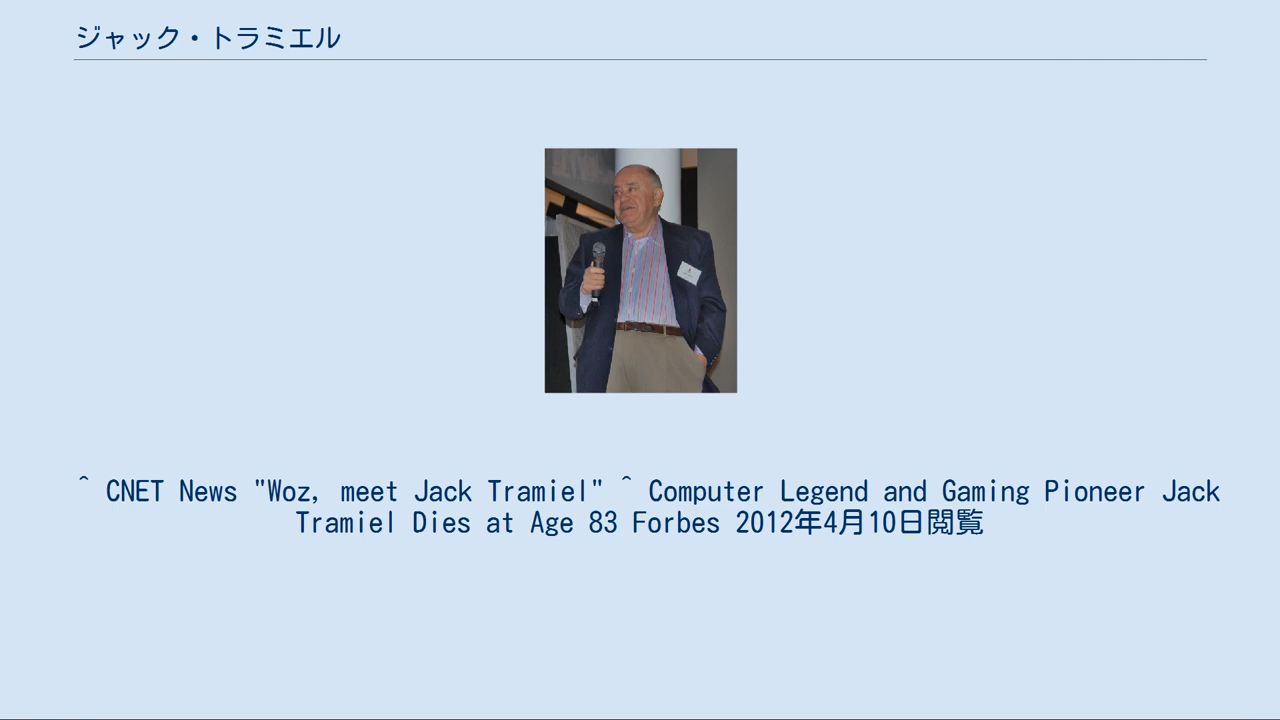 ジャック・トラミエル
^ CNET News "Woz, meet Jack Tramiel" ^ Computer Legend and Gaming Pioneer Jack
Tramiel Dies at Age 83 Forbes 2012年4月10日閲覧